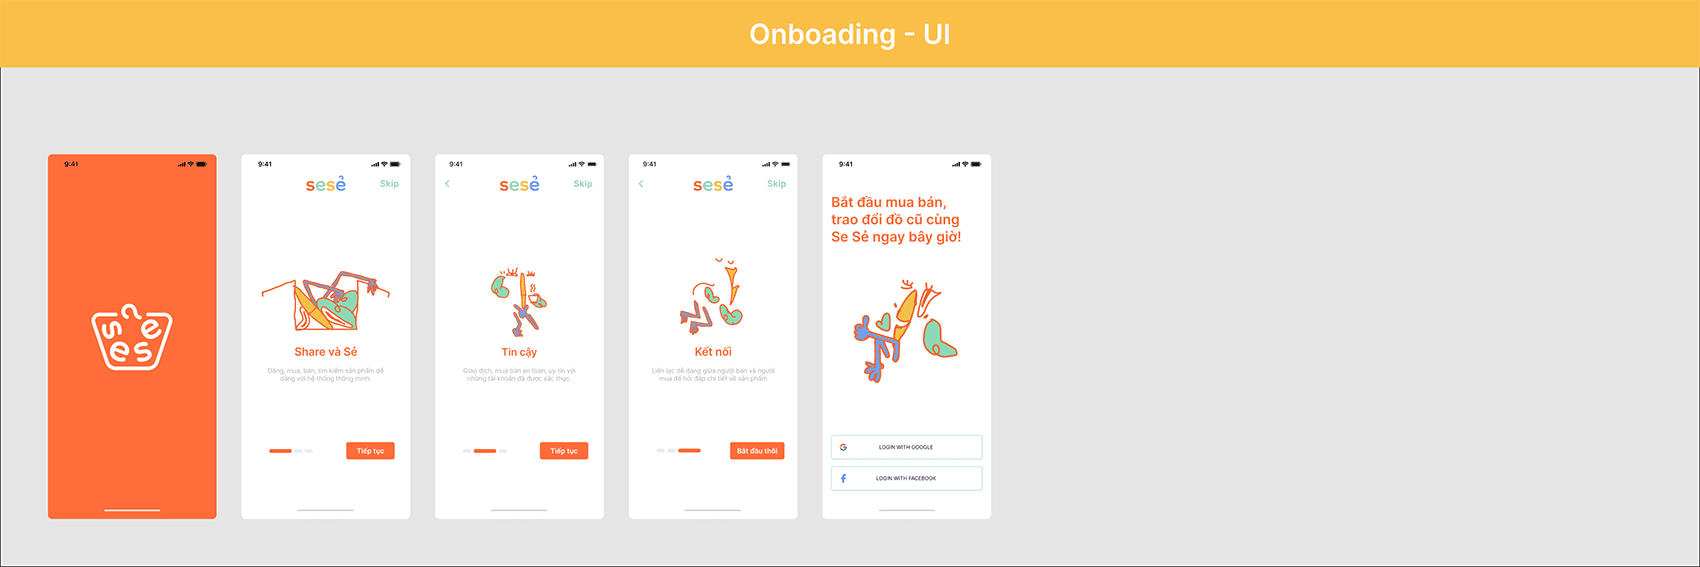 Onboading - UI
9:41
s e
e s
9:41
sesẻ
Skip
Share và Sẻ
Đăng, mua, bán, tìm kiếm sản phẩm dễ
dàng với hệ thống thông minh.
Tiếp tục
9:41
sesẻ
Skip
Tin cậy
Giao dịch, mua bán an toàn, uy tín với
những tài khoản đã được xác thực.
Tiếp tục
9:41
sesẻ
Skip
Kết nối
Liên lạc dễ dàng giữa người bán và người
mua để hỏi đáp chi tiết về sản phẩm
Bắt đầu thôi
9:41
Bắt đầu mua bán,
trao đổi đồ cũ cùng
Se Sẻ ngay bây giờ!
LOGIN WITH GOOGLE
LOGIN WITH FACEBOOK